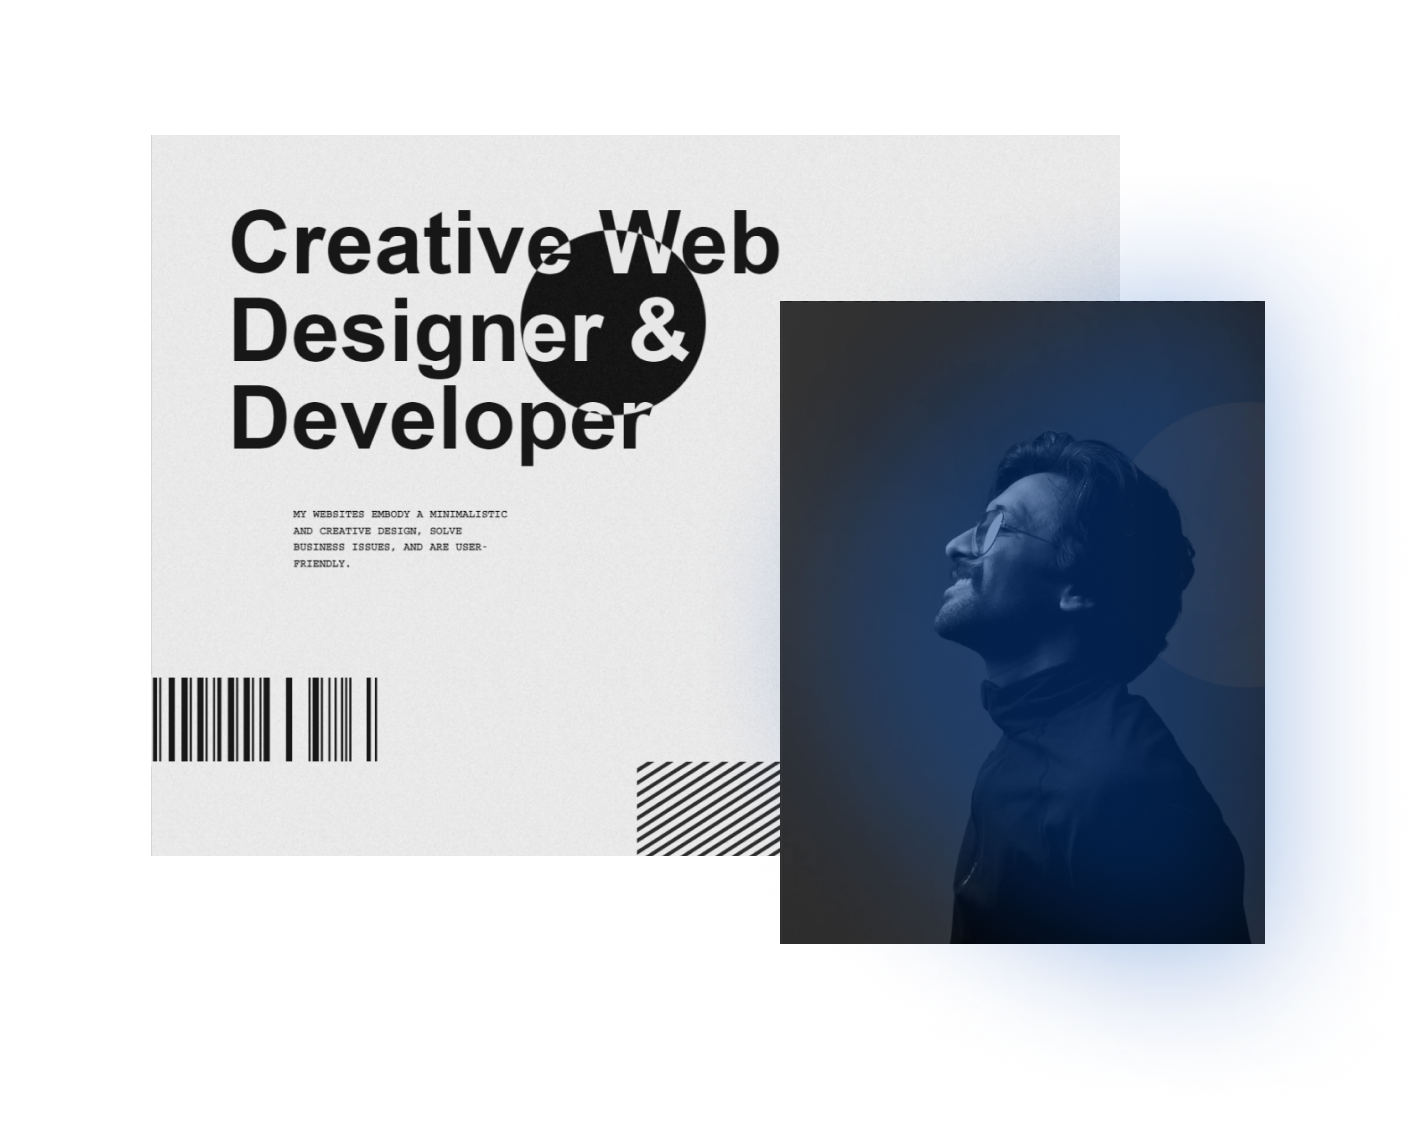 Creative Web
Designer &
Developer
MY WEBSITES EMBODY A MINIMALISTIC
AND CREATIVE DESIGN, SOLVE
BUSINESS ISSUES, AND ARE USER-
FRIENDLY.